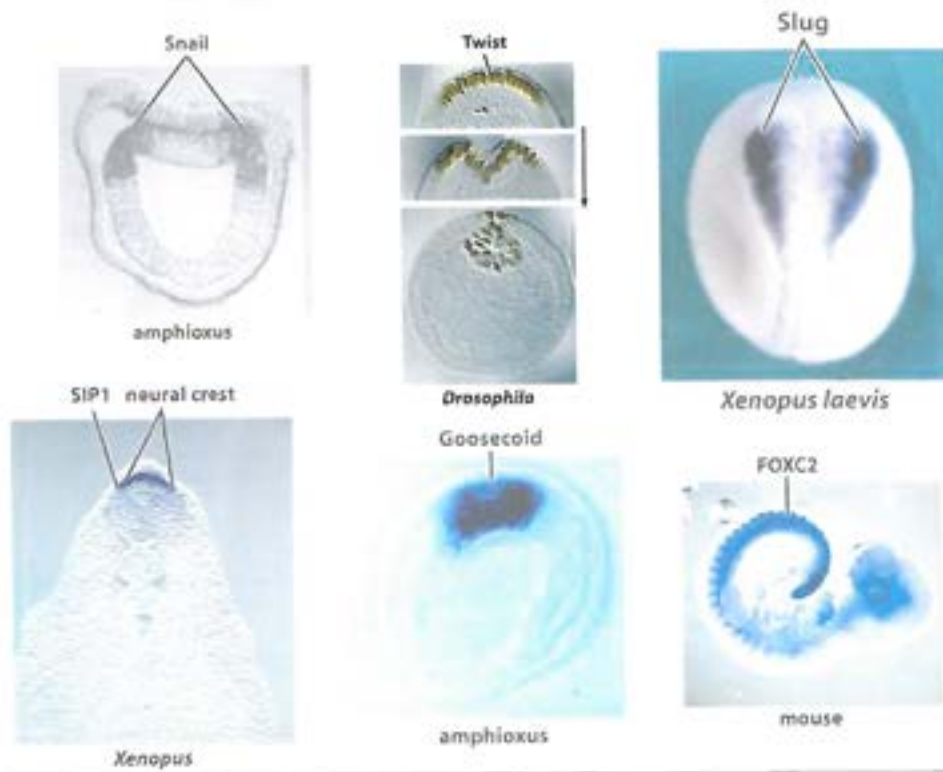 Snail
Twist
Slug
amphioxus
Drosophila
Xenopus laevis
SIP1 neural crest
Goosecoid
FOXC2
Xenopus
amphioxus
mouse